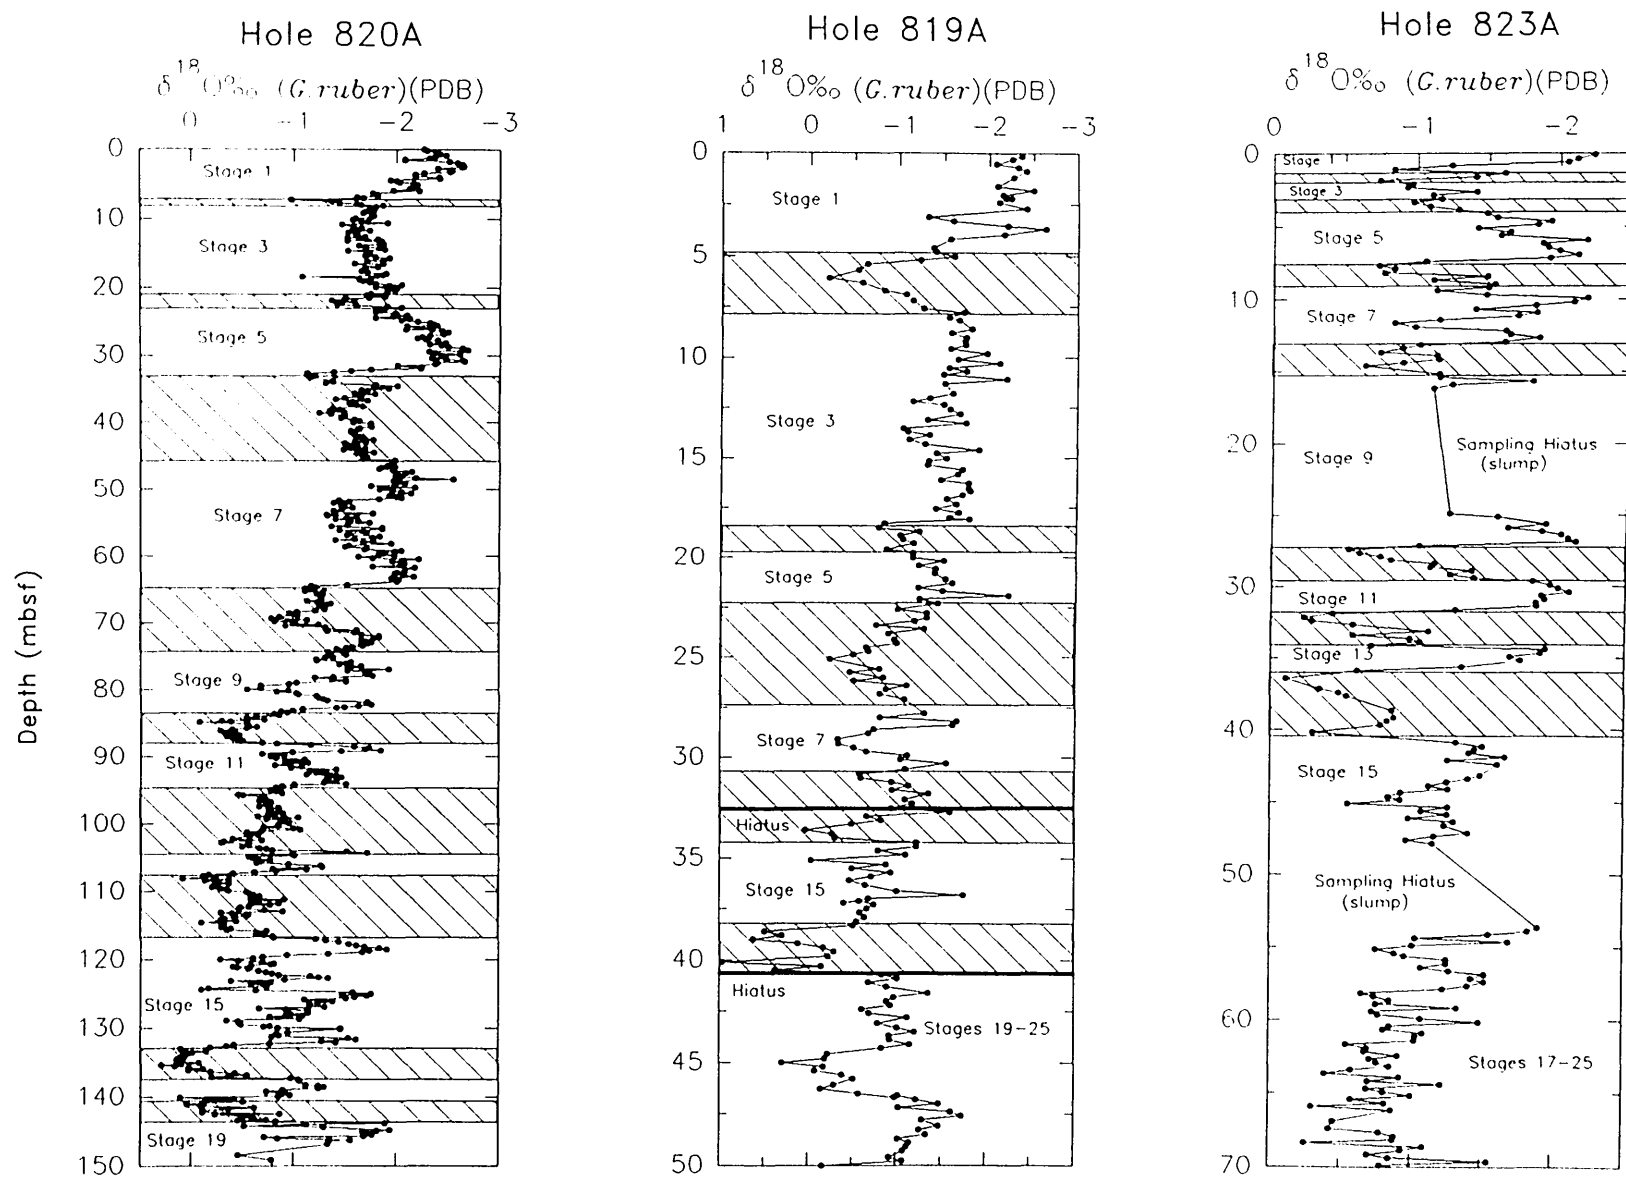 Hole 820A
δ18O‰ (G.ruber)(PDB)
0 −1 −2 −3
0
10
20
30
40
50
60
70
80
90
100
110
120
130
140
150
Depth (mbsf)
Stage 1
Stage 3
Stage 5
Stage 7
Stage 9
Stage 11
Stage 15
Stage 19
Hole 819A
δ18O‰ (G.ruber)(PDB)
1 0 −1 −2 −3
0
5
10
15
20
25
30
35
40
45
50
Stage 1
Stage 3
Stage 5
Stage 7
Hiatus
Stage 15
Hiatus
Stages 19−25
Hole 823A
δ18O‰ (G.ruber)(PDB)
0 −1 −2
0
10
20
30
40
50
60
70
Stage 1
Stage 3
Stage 5
Stage 7
Stage 9
Sampling Hiatus
(slump)
Stage 11
Stage 13
Stage 15
Sampling Hiatus
(slump)
Stages 17−25